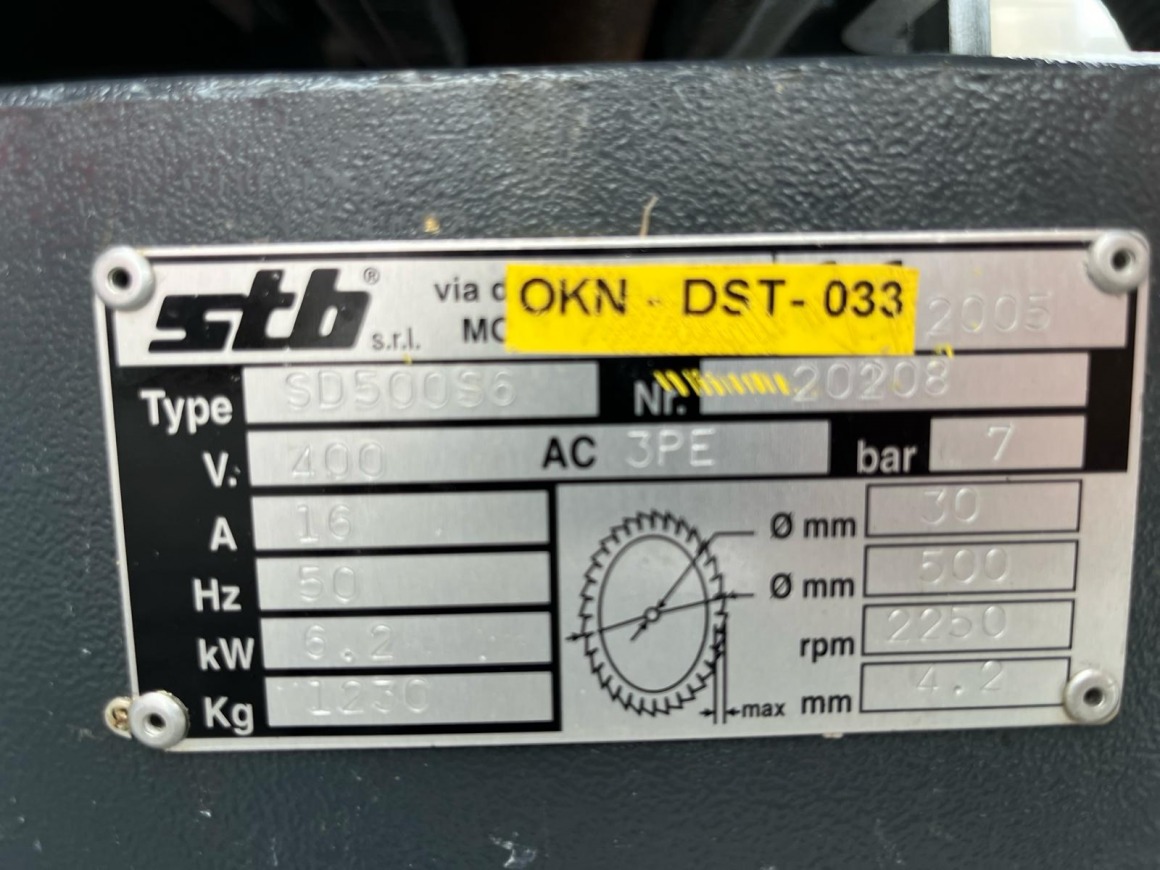 stb® s.r.l.
via d
MO
OKN - DST- 033
2005
Type SD500S6 Nr. 20208
V. 400 AC 3PE bar 7
A 16
Hz 50
kW 6.2
Kg 1230
Ø mm 30
Ø mm 500
rpm 2250
max mm 4.2